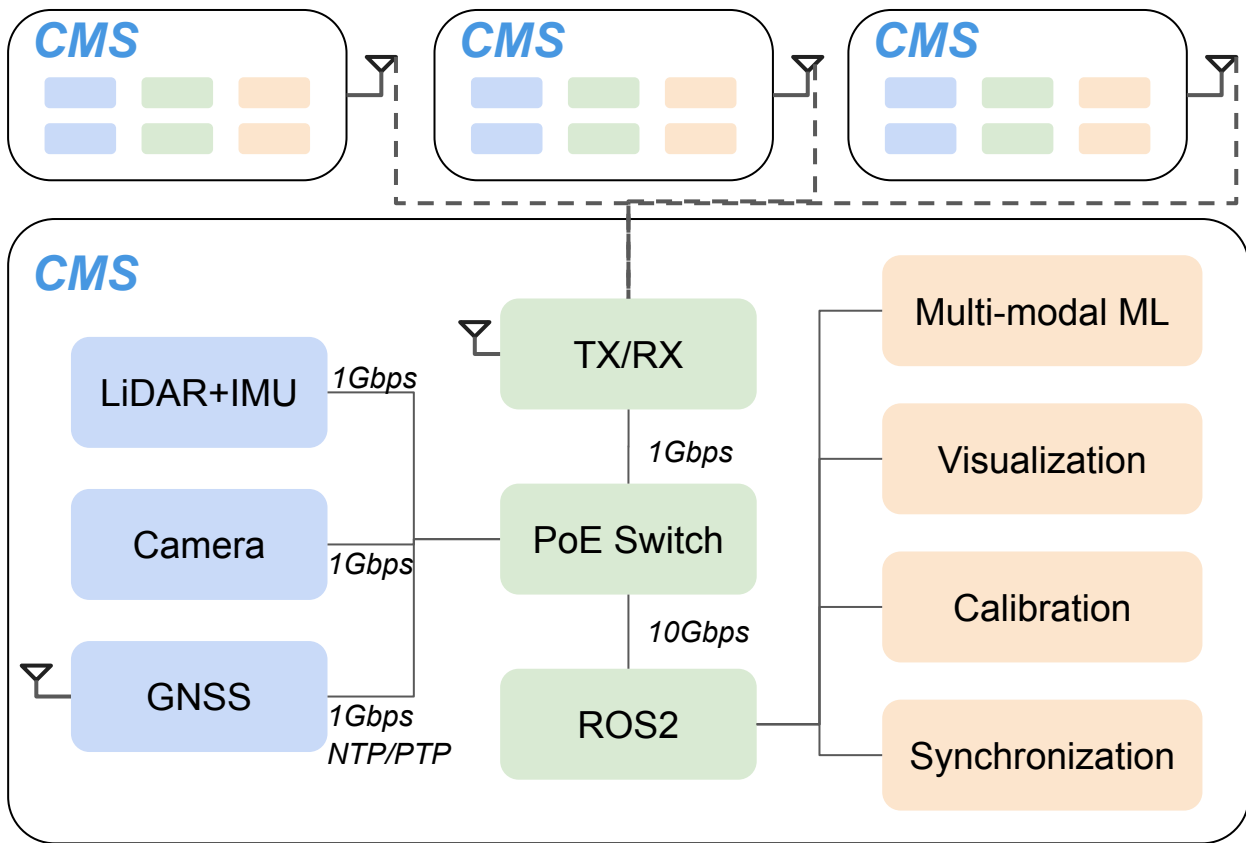 CMS
CMS
CMS
CMS
LiDAR+IMU
1Gbps
Camera
1Gbps
GNSS
1Gbps
NTP/PTP
TX/RX
1Gbps
PoE Switch
10Gbps
ROS2
Multi-modal ML
Visualization
Calibration
Synchronization